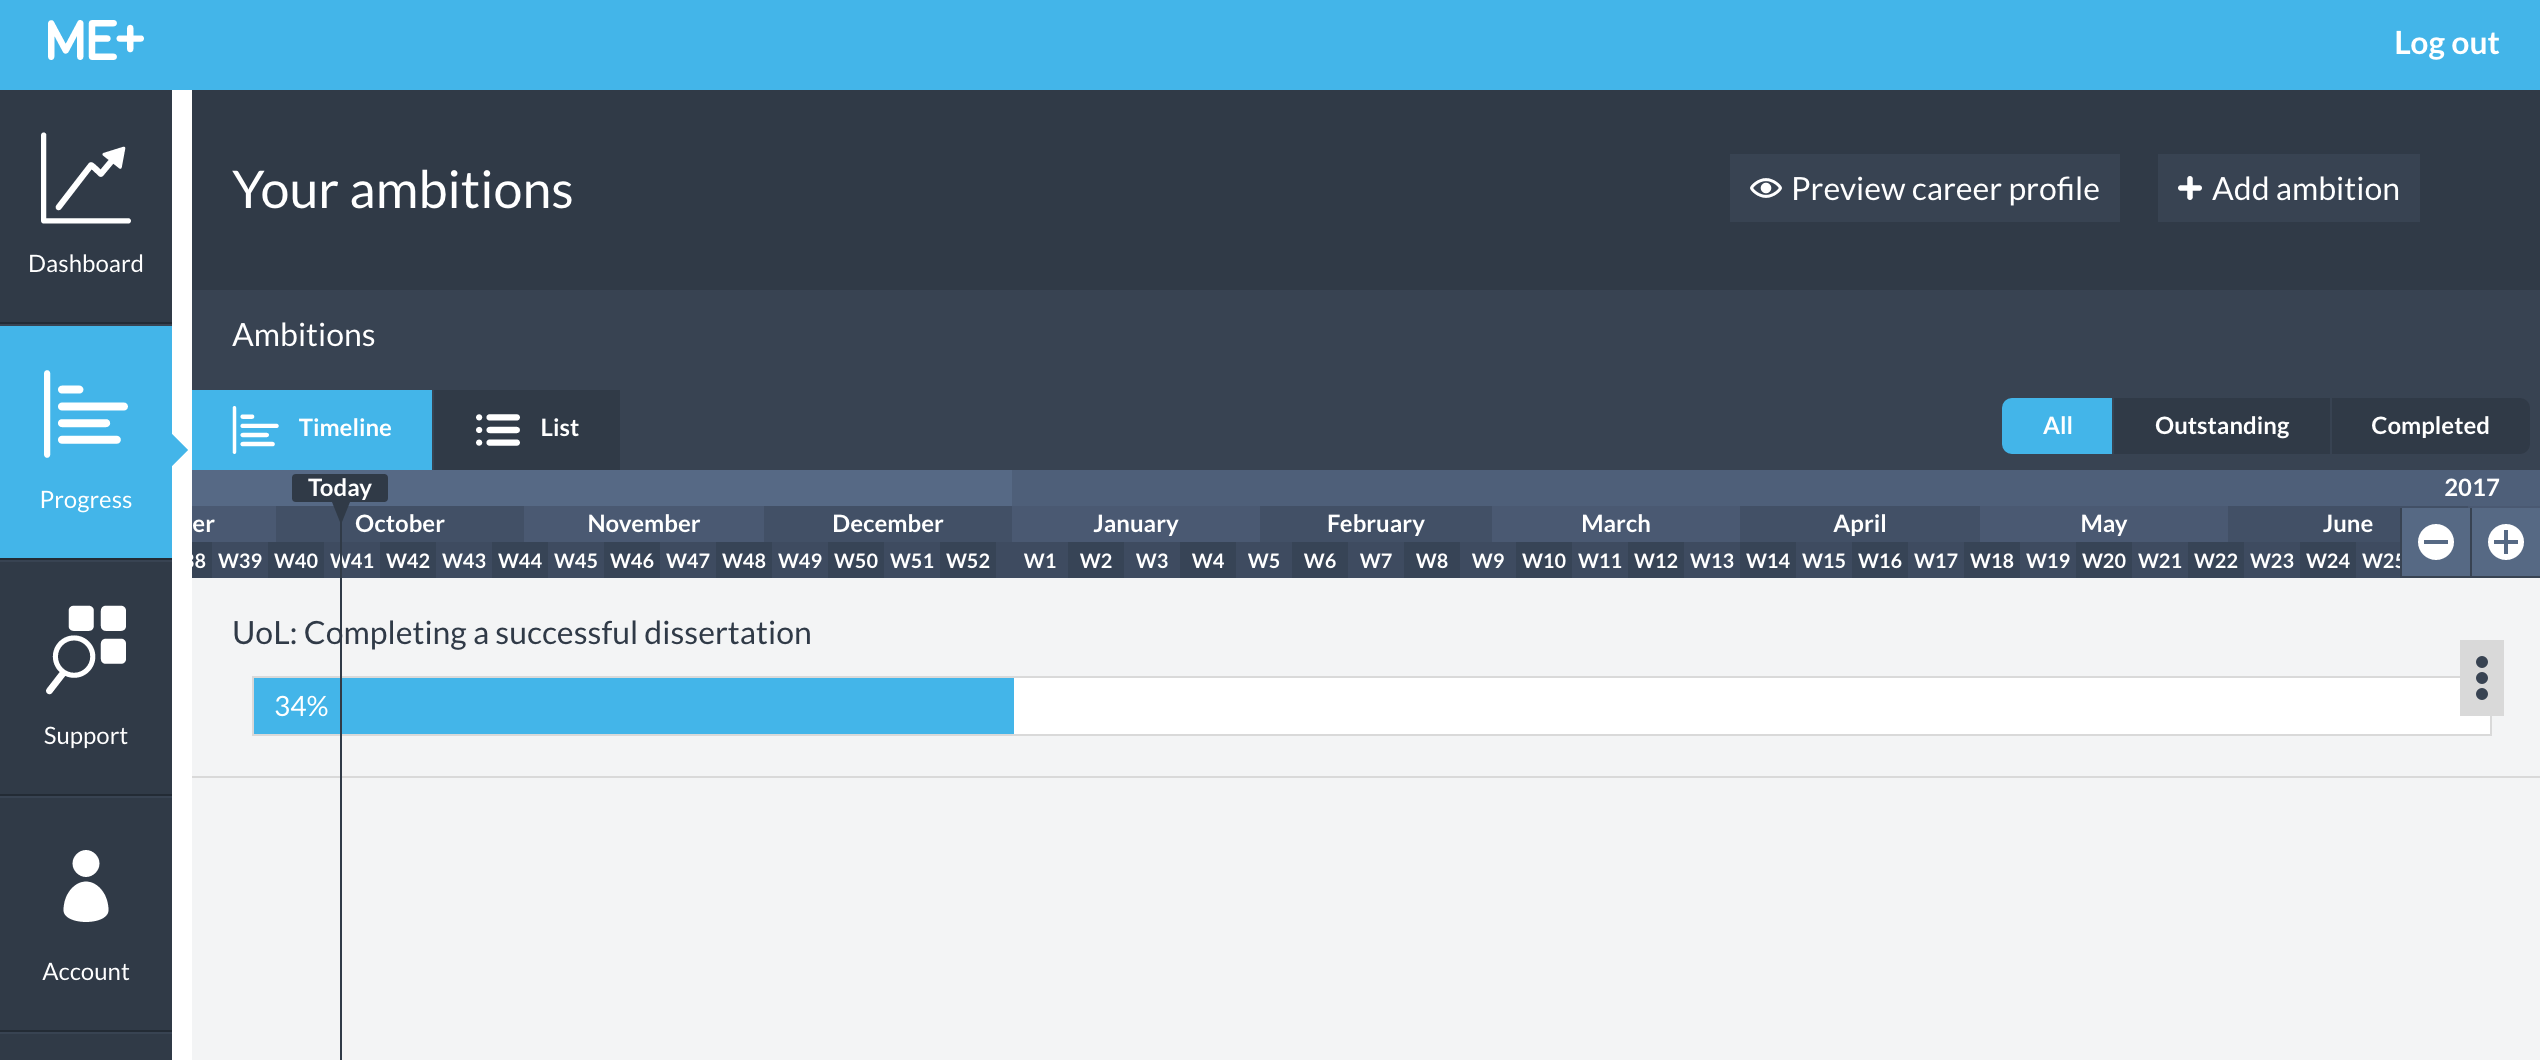 ME+
Log out
Dashboard
Progress
Support
Account
Your ambitions
Preview career profile
+ Add ambition
Ambitions
Timeline
List
All
Outstanding
Completed
Today
2017
er October November December January February March April May June
38 W39 W40 W41 W42 W43 W44 W45 W46 W47 W48 W49 W50 W51 W52 W1 W2 W3 W4 W5 W6 W7 W8 W9 W10 W11 W12 W13 W14 W15 W16 W17 W18 W19 W20 W21 W22 W23 W24 W25
UoL: Completing a successful dissertation
34%